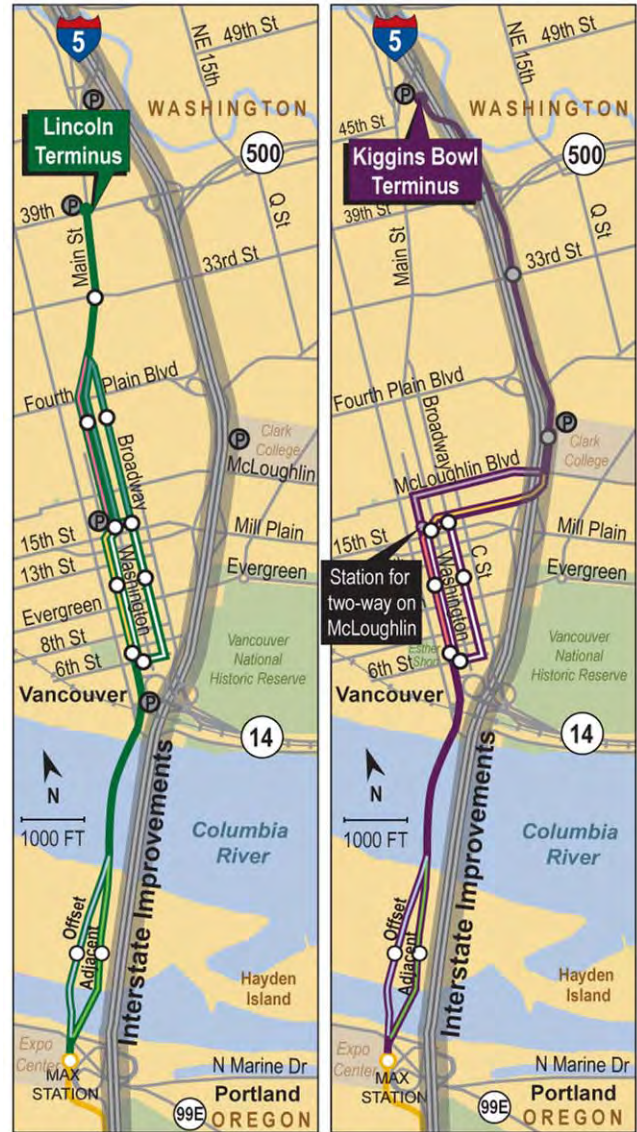 5
49th St
NE 15th
P
WASHINGTON
Lincoln
Terminus
500
P
39th
Main St
33rd St
Q St
Fourth
Plain Blvd
Broadway
P
Clark
College
McLoughlin
P
15th St
Mill Plain
13th St
Washington
Evergreen
Evergreen
8th St
6th St
Vancouver
National
Historic Reserve
Vancouver
P
14
N
1000 FT
Columbia
River
Interstate Improvements
Offset
Adjacent
Hayden
Island
Expo
Center
MAX
STATION
N Marine Dr
Portland
99E
OREGON
5
49th St
NE 15th
P
WASHINGTON
45th St
Kiggins Bowl
Terminus
500
39th St
Main St
33rd St
Q St
Fourth Plain Blvd
Broadway
P
Clark
College
McLoughlin Blvd
15th St
Mill Plain
Evergreen
Station for
two-way on
McLoughlin
Washington
C St
6th St
Vancouver
National
Historic Reserve
Vancouver
14
N
1000 FT
Columbia
River
Interstate Improvements
Offset
Adjacent
Hayden
Island
Expo
Center
MAX
STATION
N Marine Dr
Portland
99E
OREGON